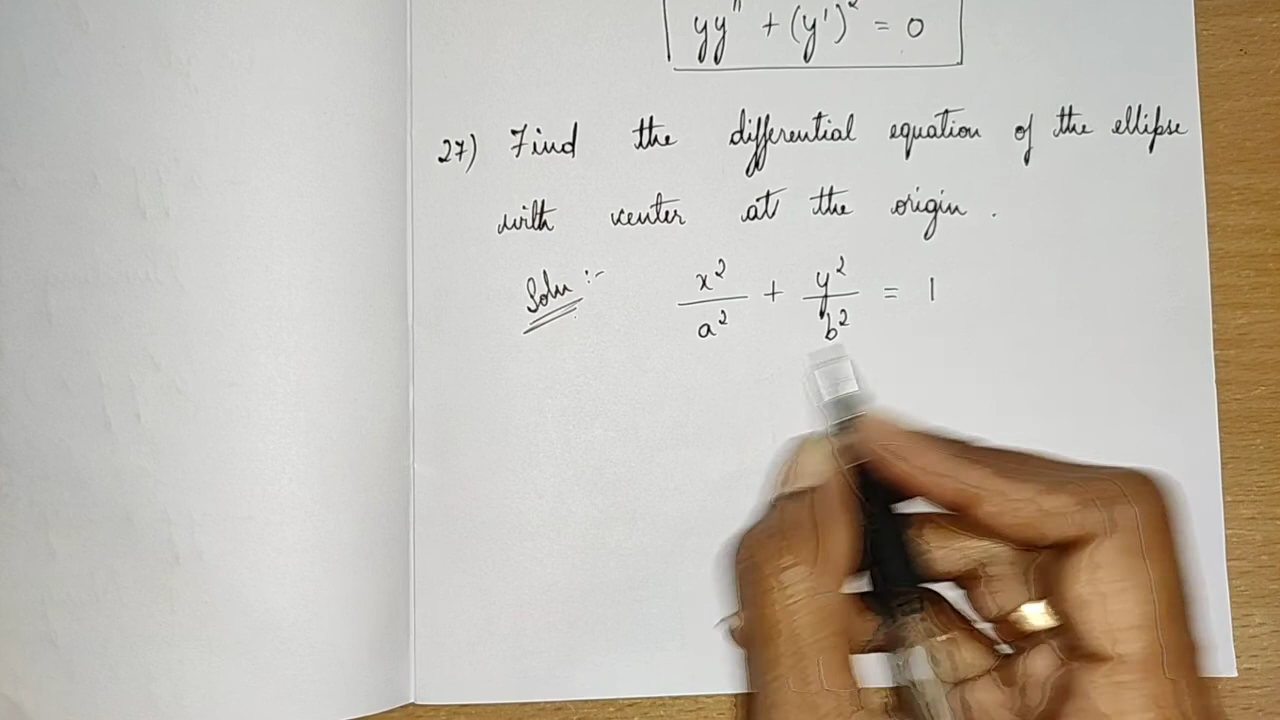 yy" + (y')² = 0
27) Find the differential equation of the ellipse
with center at the origin .
Soln :- x²/a² + y²/b² = 1